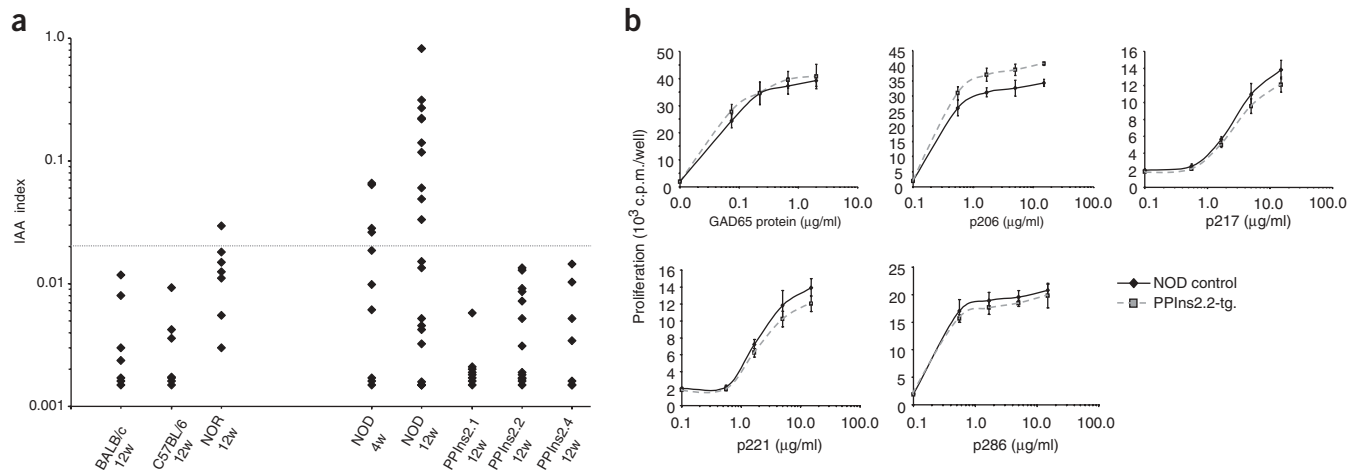 a
IAA index
1.0
0.1
0.01
0.001
BALB/c 12w
C57BL/6 12w
NOR 12w
NOD 4w
NOD 12w
PPIns2.1 12w
PPIns2.2 12w
PPIns2.4 12w
b
Proliferation (10³ c.p.m./well)
50
40
30
20
10
0
0.0 0.1 1.0 10.0
GAD65 protein (μg/ml)
45
40
35
30
25
20
15
10
5
0
0.1 1.0 10.0 100.0
p206 (μg/ml)
16
14
12
10
8
6
4
2
0
0.1 1.0 10.0 100.0
p217 (μg/ml)
16
14
12
10
8
6
4
2
0
0.1 1.0 10.0 100.0
p221 (μg/ml)
25
20
15
10
5
0
0.1 1.0 10.0 100.0
p286 (μg/ml)
NOD control
PPIns2.2-tg.